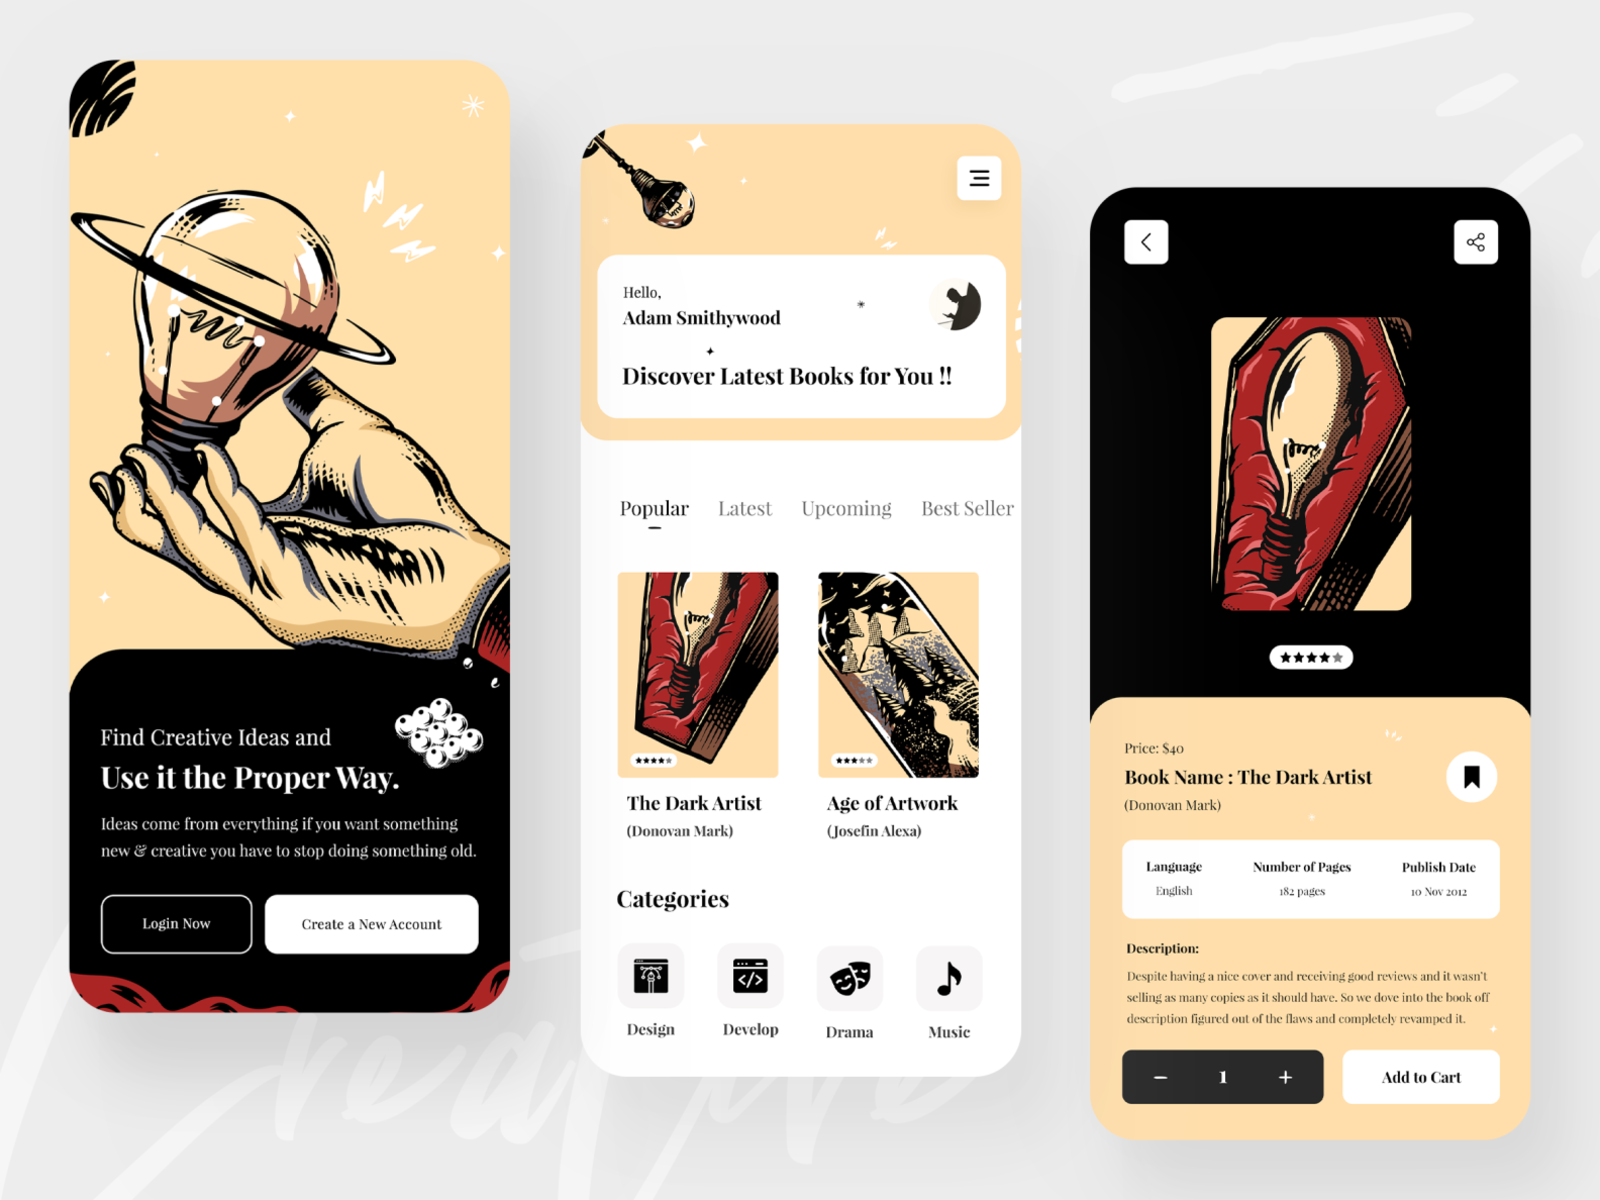 Find Creative Ideas and
Use it the Proper Way.
Ideas come from everything if you want something
new & creative you have to stop doing something old.
Login Now
Create a New Account
Hello,
Adam Smithywood
Discover Latest Books for You !!
Popular Latest Upcoming Best Seller
The Dark Artist
(Donovan Mark)
Age of Artwork
(Josefin Alexa)
Categories
Design Develop Drama Music
Price: $40
Book Name : The Dark Artist
(Donovan Mark)
Language Number of Pages Publish Date
English 182 pages 10 Nov 2012
Description:
Despite having a nice cover and receiving good reviews and it wasn't
selling as many copies as it should have. So we dove into the book off
description figured out of the flaws and completely revamped it.
− 1 +
Add to Cart
Creative